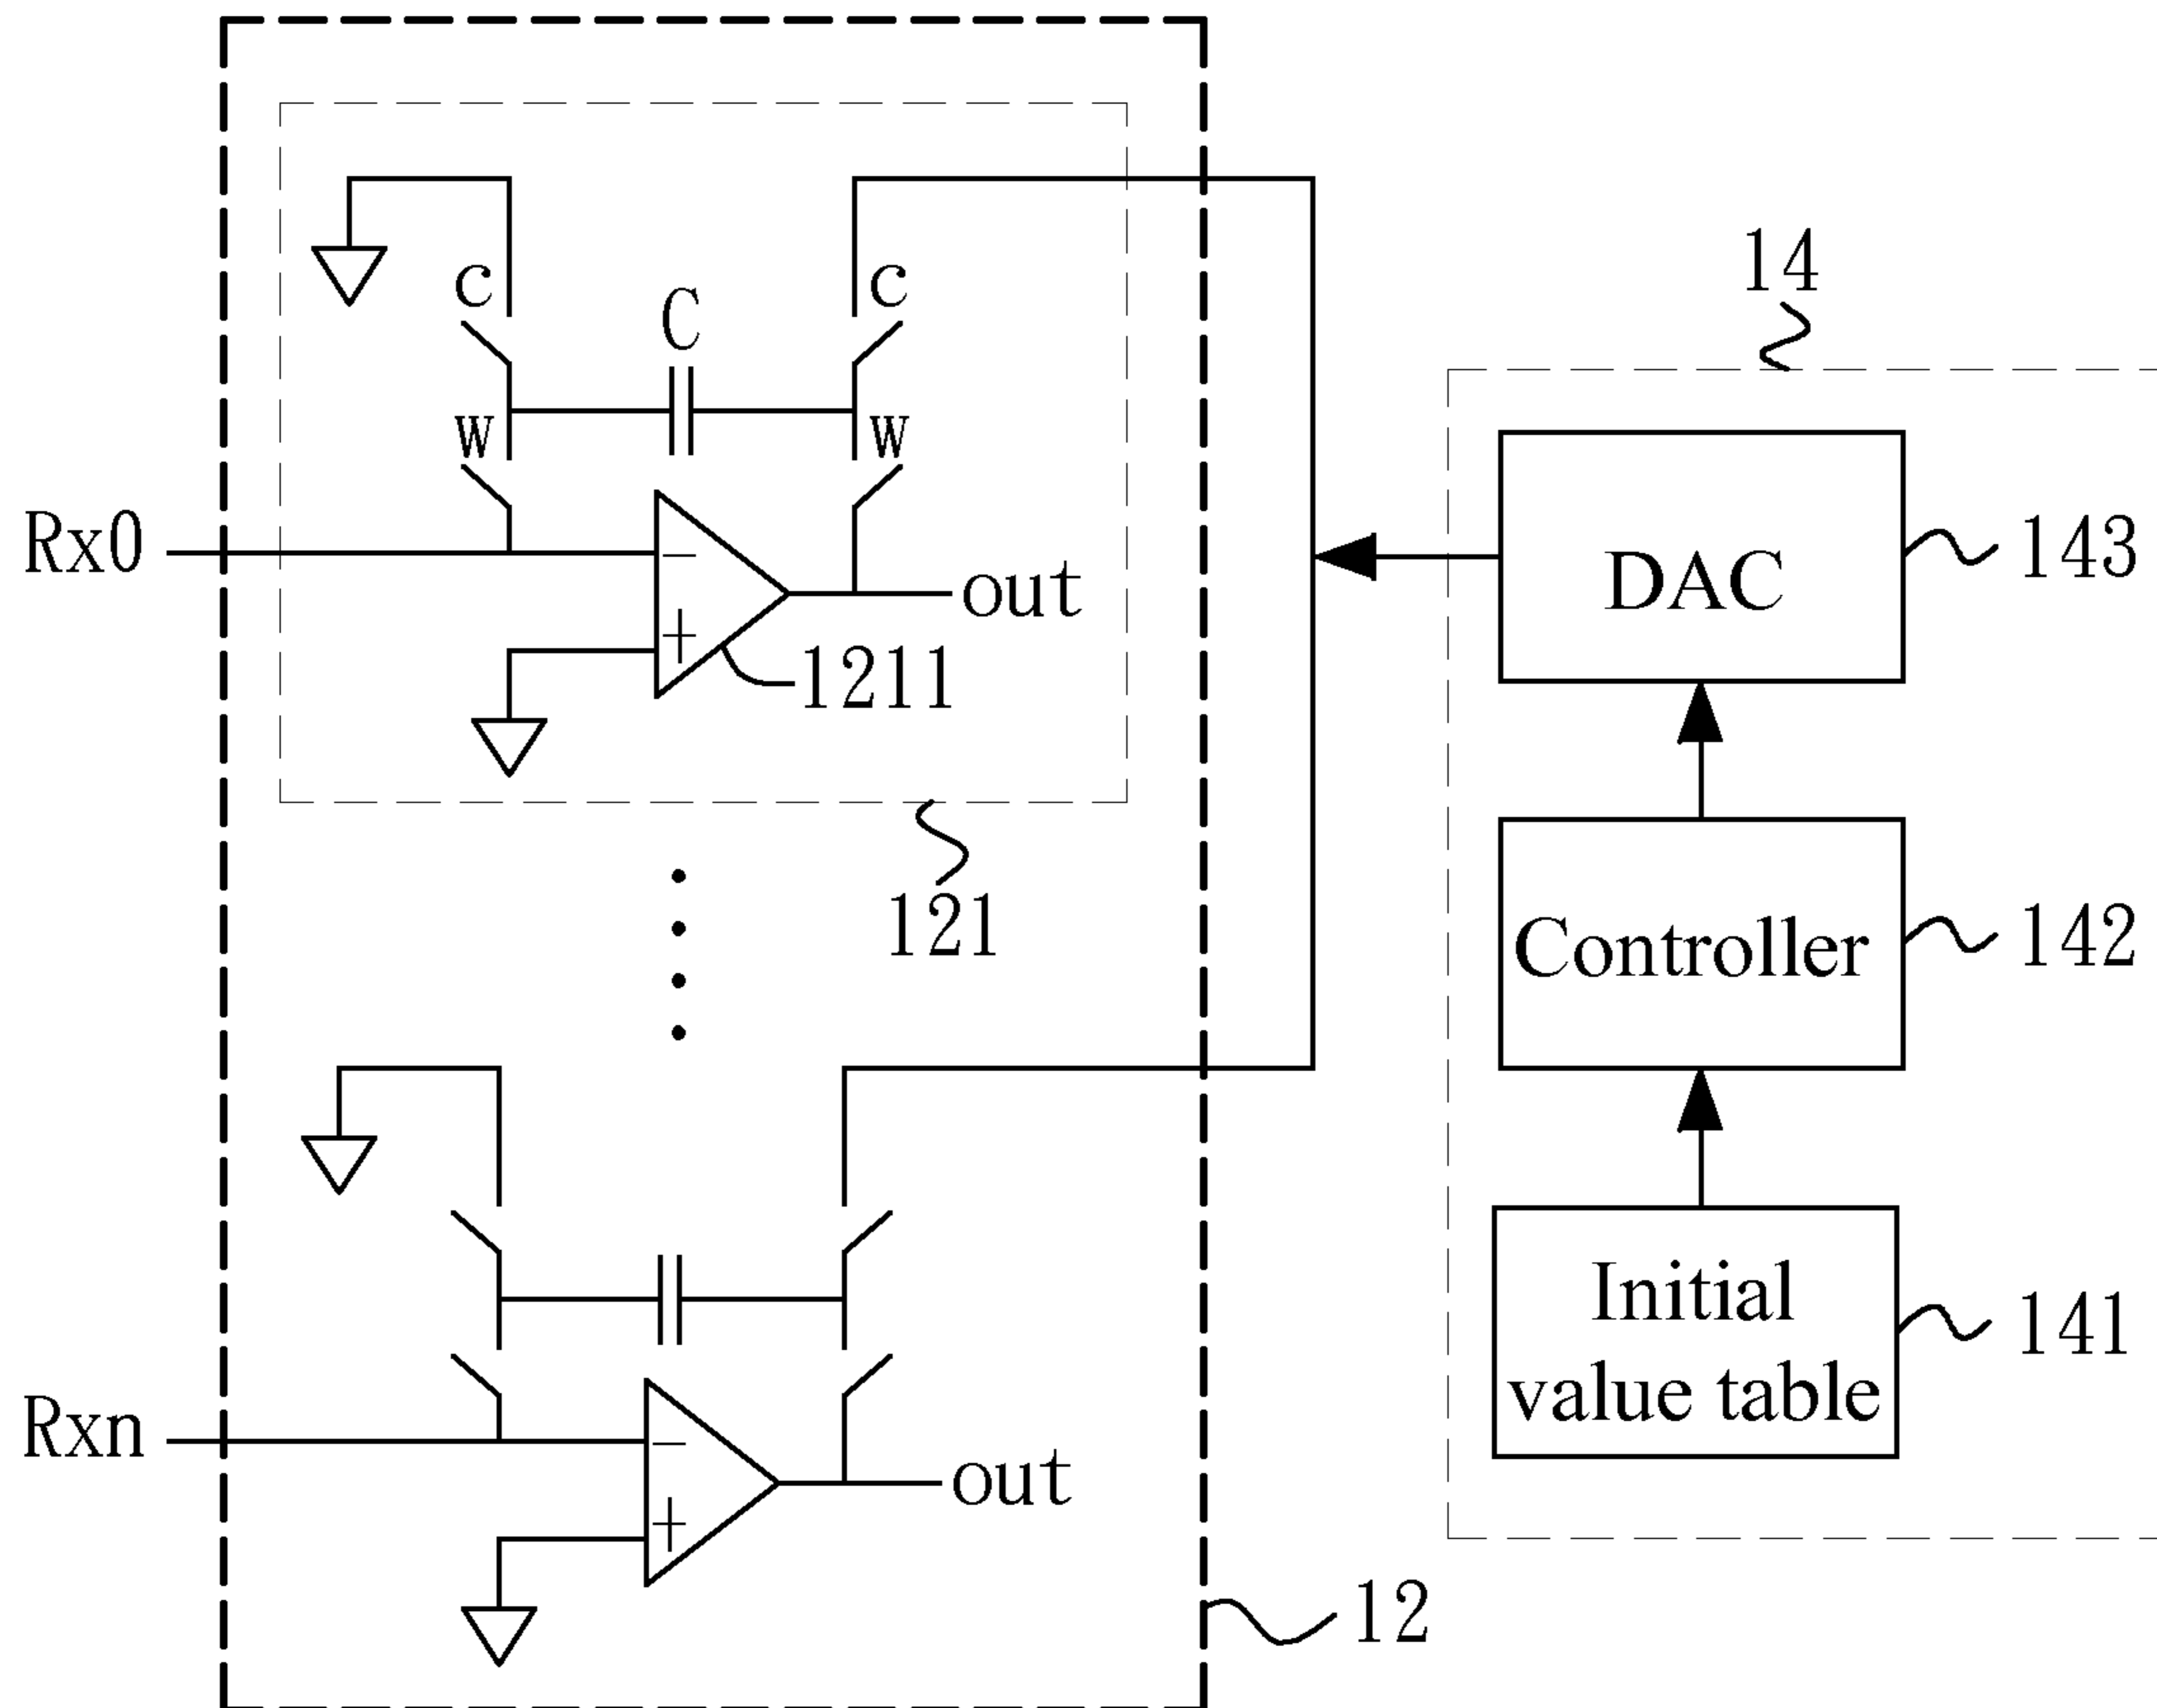 14
c
C
c
w
w
Rx0
−
+
out
1211
DAC
143
121
Controller
142
Initial
value table
141
Rxn
−
+
out
12